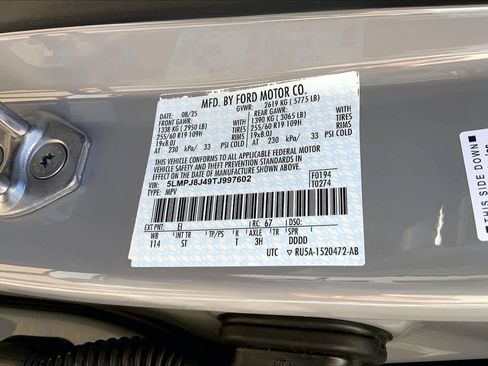 MFD. BY FORD MOTOR CO.
DATE: 08/25 GVWR: 2619 KG ( 5775 LB)
FRONT GAWR: REAR GAWR:
1338 KG ( 2950 LB) 1390 KG ( 3065 LB)
255/60 R19 109H TIRES 255/60 R19 109H TIRES
19x8.0J RIMS 19x8.0J RIMS
AT 230 kPa/ 33 PSI COLD AT 230 kPa/ 33 PSI COLD
THIS VEHICLE CONFORMS TO ALL APPLICABLE FEDERAL MOTOR
VEHICLE SAFETY AND THEFT PREVENTION STANDARDS IN
EFFECT ON THE DATE OF MANUFACTURE SHOWN ABOVE.
VIN: 5LMPJ8J49TJ997602 F0194
TYPE: MPV T0274
EXT PNT: EI RC: 67 DSO:
WB INT TR TP/PS R AXLE TR SPR
114 ST T 3H DDDD
UTC ▽ RU5A-1520472-AB
THIS SIDE DOWN